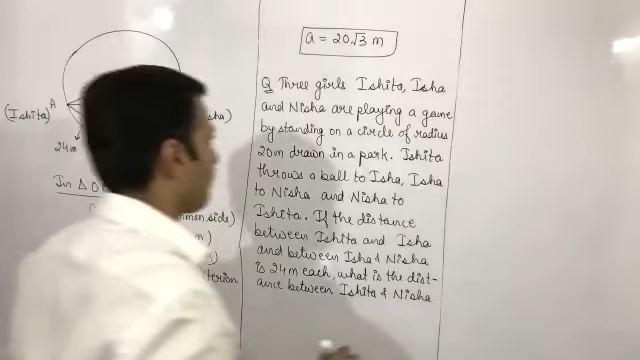 a = 20√3 m
Q Three girls Ishita, Isha
and Nisha are playing a game
by standing on a circle of radius
20m drawn in a park. Ishita
throws a ball to Isha, Isha
to Nisha and Nisha to
Ishita. If the distance
between Ishita and Isha
and between Isha & Nisha
is 24m each, what is the dist-
ance between Ishita & Nisha
A
(Ishita)
sha)
24m
In △ O
mmon side)
m)
)
terion